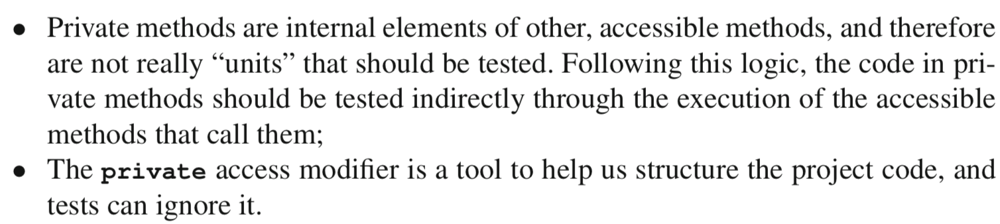 • Private methods are internal elements of other, accessible methods, and therefore
are not really “units” that should be tested. Following this logic, the code in pri-
vate methods should be tested indirectly through the execution of the accessible
methods that call them;
• The private access modifier is a tool to help us structure the project code, and
tests can ignore it.